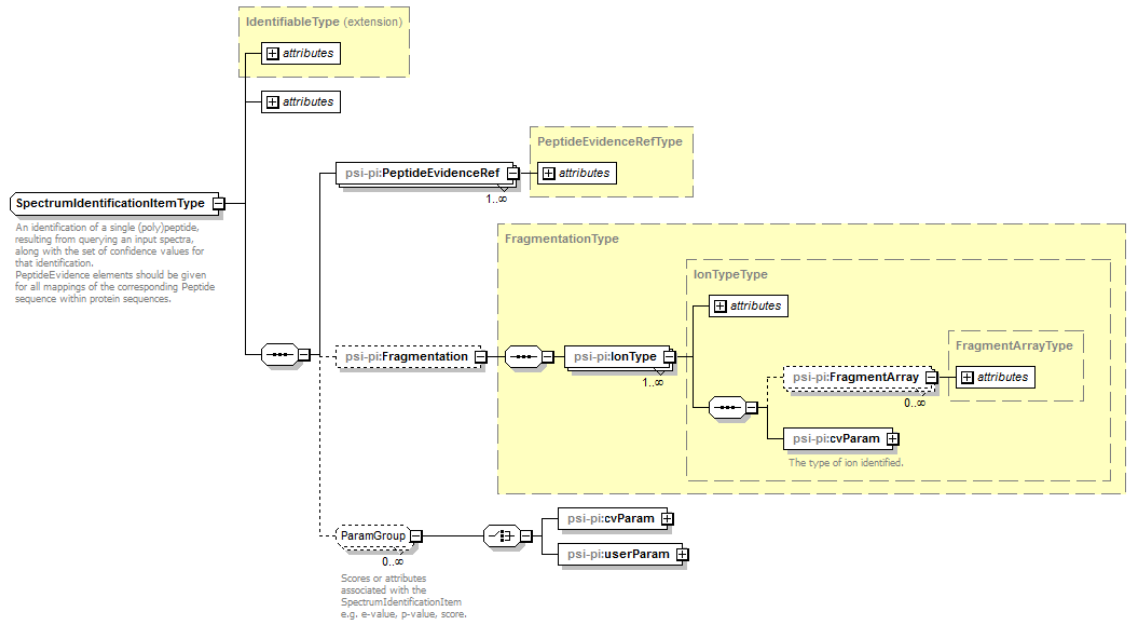 IdentifiableType (extension)
attributes
attributes
PeptideEvidenceRefType
psi-pi:PeptideEvidenceRef
attributes
1..∞
SpectrumIdentificationItemType
An identification of a single (poly)peptide,
resulting from querying an input spectra,
along with the set of confidence values for
that identification.
PeptideEvidence elements should be given
for all mappings of the corresponding Peptide
sequence within protein sequences.
FragmentationType
IonTypeType
attributes
psi-pi:Fragmentation
psi-pi:IonType
1..∞
FragmentArrayType
psi-pi:FragmentArray
attributes
0..∞
psi-pi:cvParam
The type of ion identified.
ParamGroup
0..∞
Scores or attributes
associated with the
SpectrumIdentificationItem
e.g. e-value, p-value, score.
psi-pi:cvParam
psi-pi:userParam